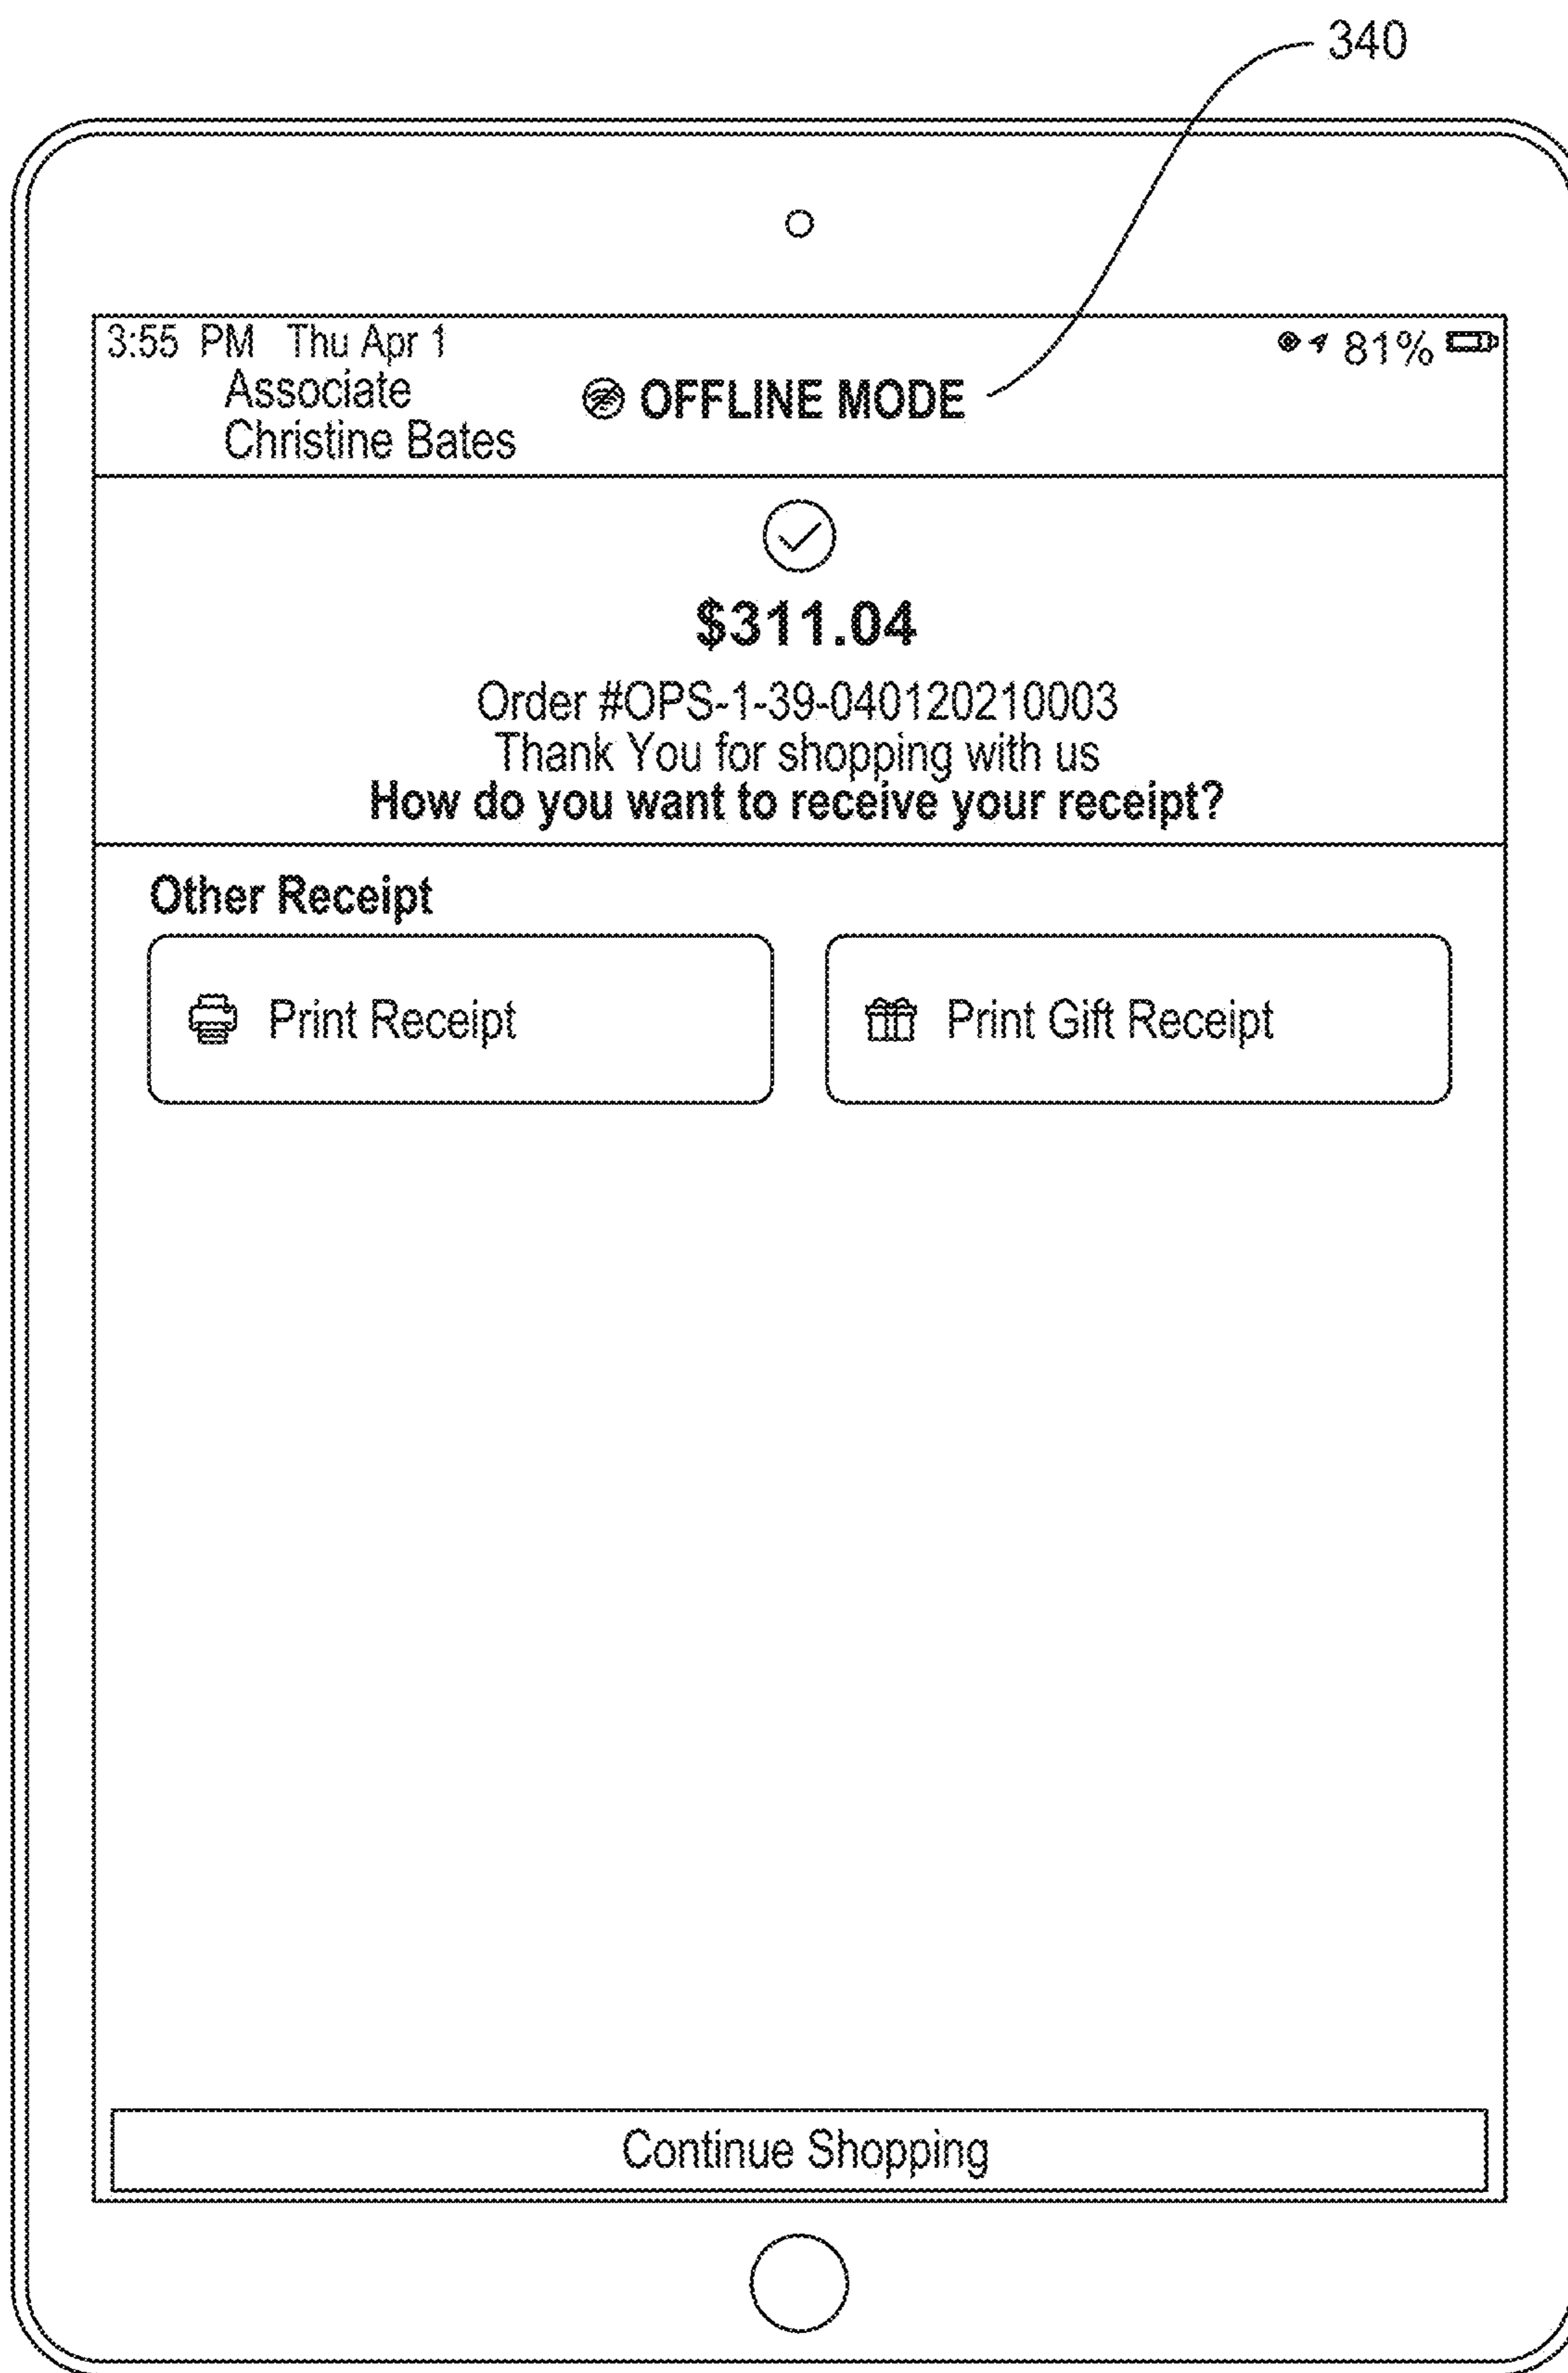 340
3:55 PM Thu Apr 1
81%
Associate
OFFLINE MODE
Christine Bates
$311.04
Order #OPS-1-39-040120210003
Thank You for shopping with us
How do you want to receive your receipt?
Other Receipt
Print Receipt
Print Gift Receipt
Continue Shopping